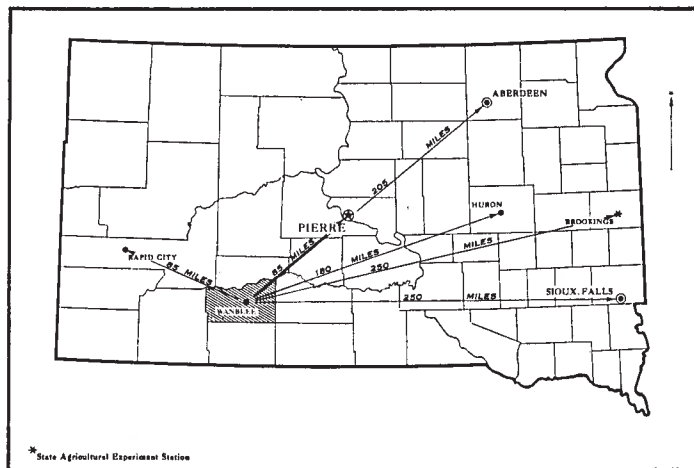 ABERDEEN
205 MILES
PIERRE
HURON
BROOKINGS *
RAPID CITY
85 MILES
85 MILES
180 MILES
250 MILES
WANBLEE
250 MILES
SIOUX FALLS
*State Agricultural Experiment Station